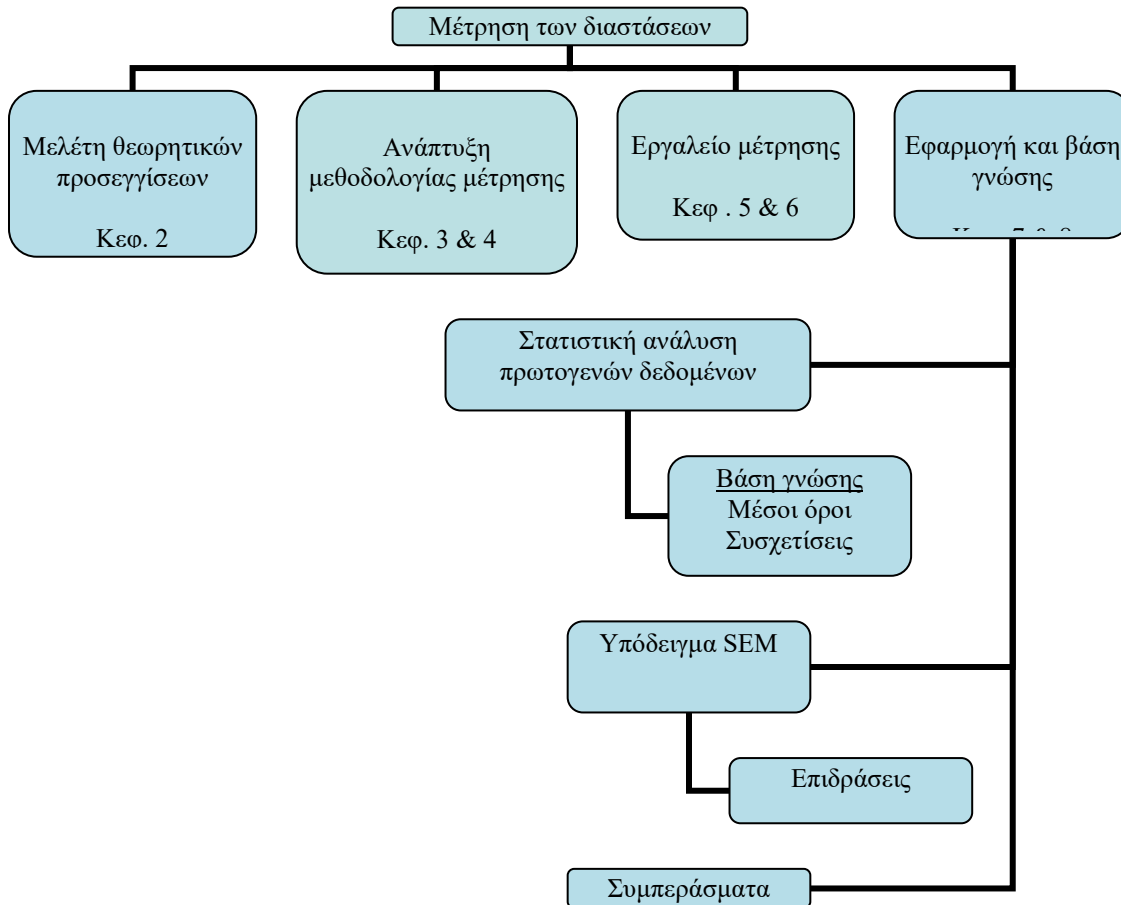 Μέτρηση των διαστάσεων
Μελέτη θεωρητικών
προσεγγίσεων
Κεφ. 2
Ανάπτυξη
μεθοδολογίας μέτρησης
Κεφ. 3 & 4
Εργαλείο μέτρησης
Κεφ . 5 & 6
Εφαρμογή και βάση
γνώσης
Στατιστική ανάλυση
πρωτογενών δεδομένων
Βάση γνώσης
Μέσοι όροι
Συσχετίσεις
Υπόδειγμα SEM
Επιδράσεις
Συμπεράσματα